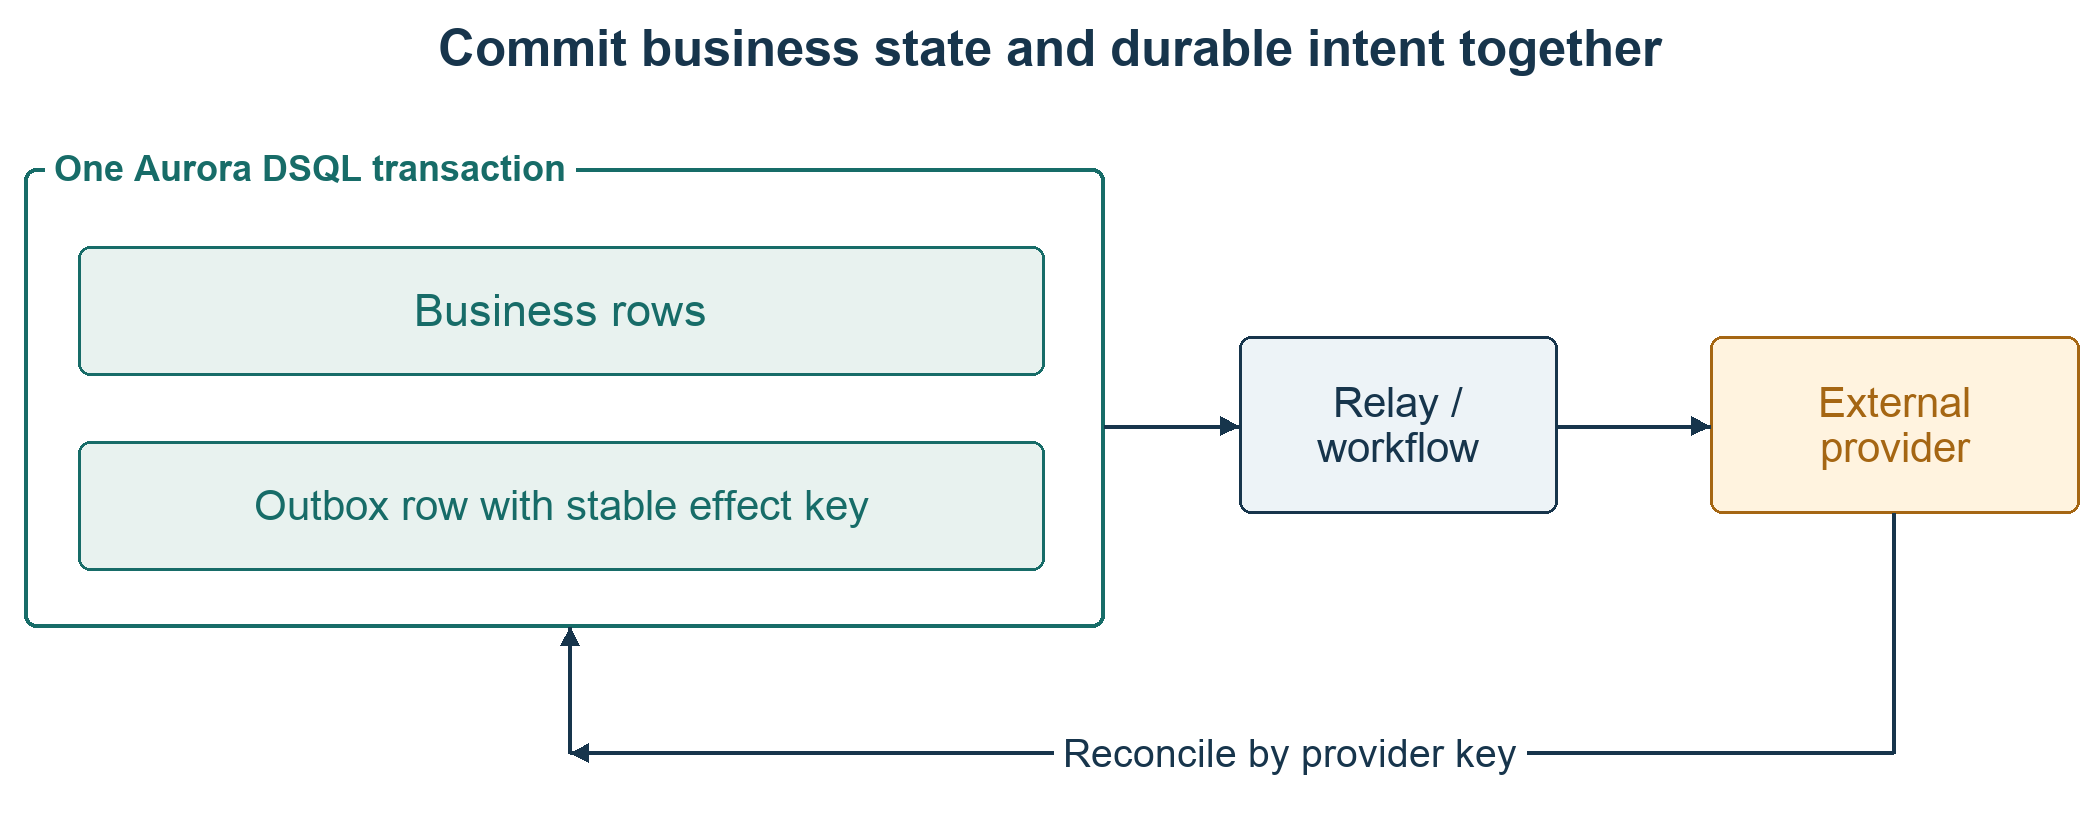 Commit business state and durable intent together
One Aurora DSQL transaction
Business rows
Outbox row with stable effect key
Relay /
workflow
External
provider
Reconcile by provider key